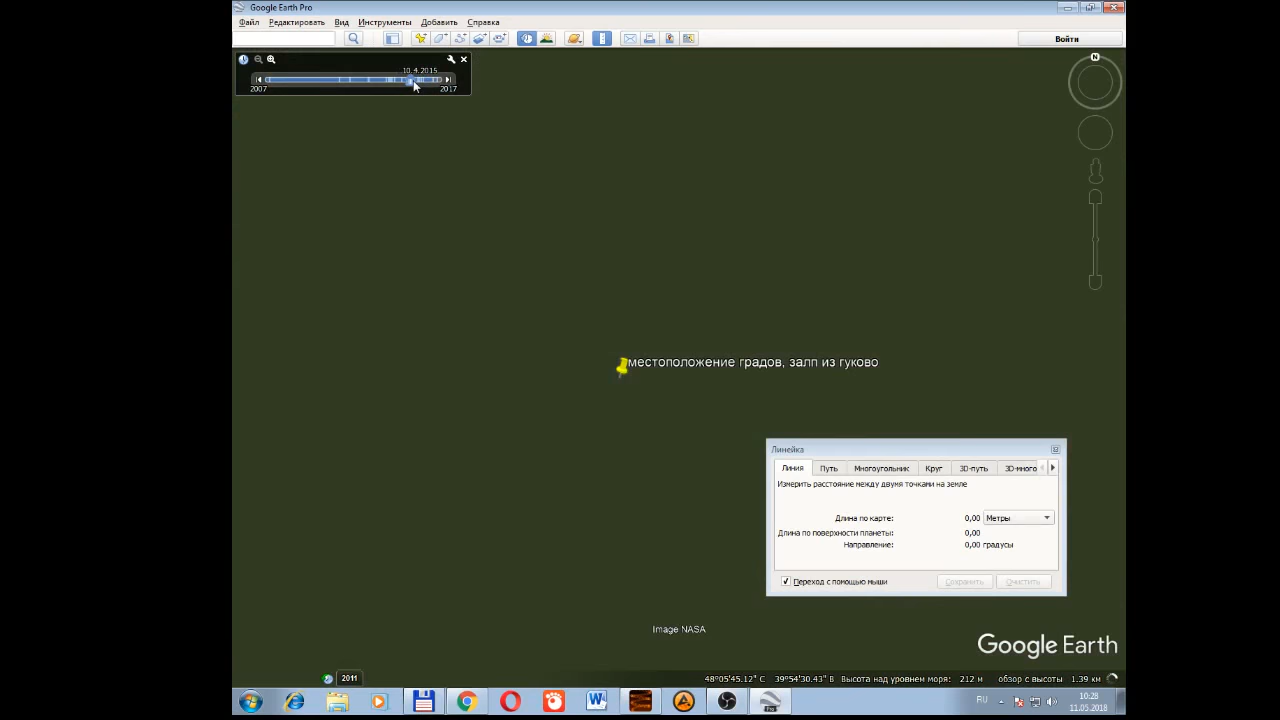 Google Earth Pro
Файл Редактировать Вид Инструменты Добавить Справка
Войти
10.4.2015
2007 2017
N
местоположение градов, залп из гуково
Линейка
Линия Путь Многоугольник Круг 3D-путь 3D-много
Измерить расстояние между двумя точками на земле
Длина по карте: 0,00 Метры
Длина по поверхности планеты: 0,00
Направление: 0,00 градусы
Переход с помощью мыши Сохранить Очистить
Image NASA
Google Earth
2011
48°05'45.12" С 39°54'30.43" В Высота над уровнем моря: 212 м обзор с высоты 1.39 км
RU 10:28
11.05.2018